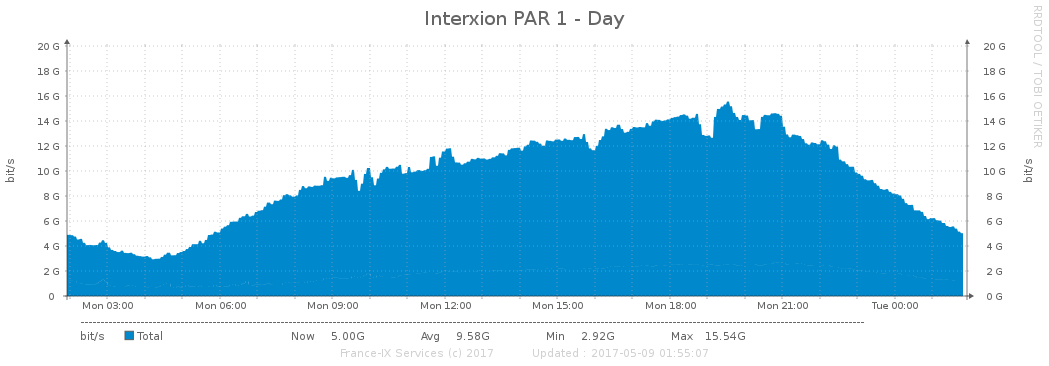 Interxion PAR 1 - Day
RRDTOOL / TOBI OETIKER
bit/s
20 G 20 G
18 G 18 G
16 G 16 G
14 G 14 G
12 G 12 G
10 G 10 G
8 G 8 G
6 G 6 G
4 G 4 G
2 G 2 G
0 0 G
bit/s
Mon 03:00 Mon 06:00 Mon 09:00 Mon 12:00 Mon 15:00 Mon 18:00 Mon 21:00 Tue 00:00
bit/s Total Now 5.00G Avg 9.58G Min 2.92G Max 15.54G
France-IX Services (c) 2017 Updated : 2017-05-09 01:55:07